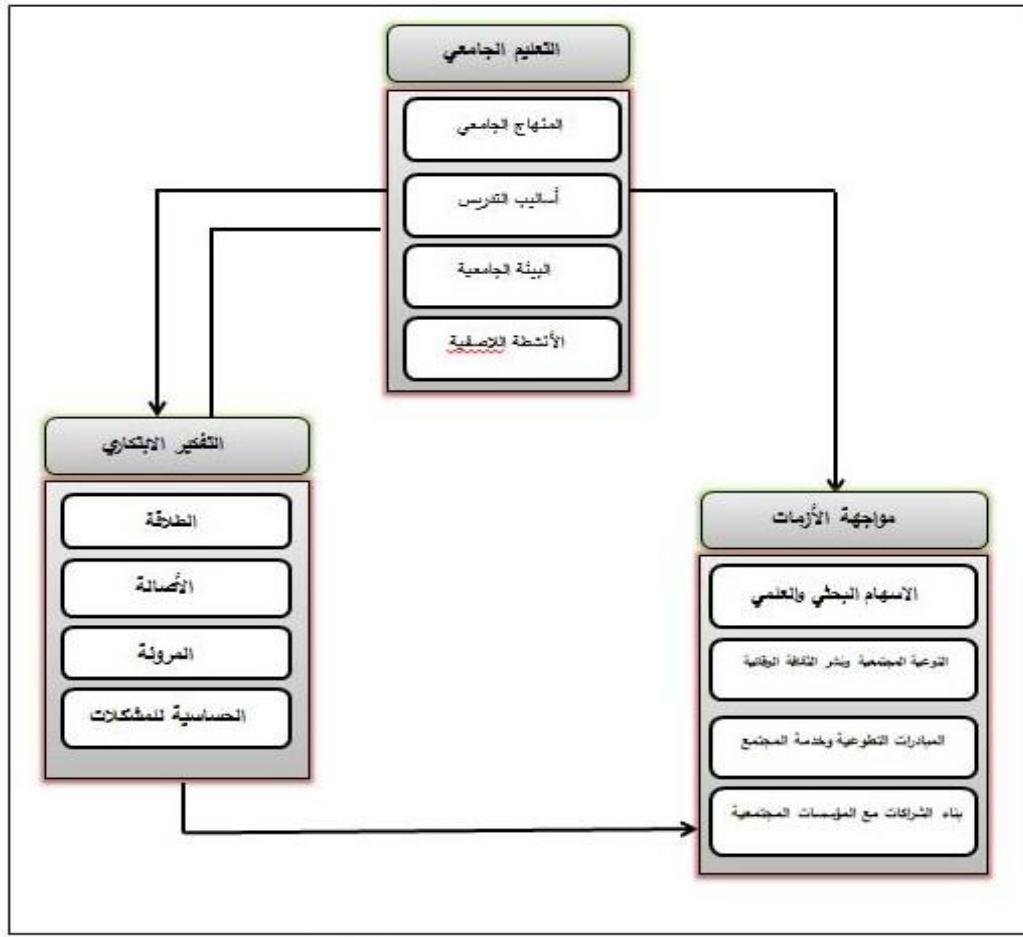 التعليم الجامعي
المنهاج الجامعي
أساليب التدريس
البيئة الجامعية
الأنشطة اللاصفية
التفكير الابتكاري
الطلاقة
الأصالة
المرونة
الحساسية للمشكلات
مواجهة الأزمات
الاسهام البحثي والعلمي
التوعية المجتمعية ونشر الثقافة الوقائية
المبادرات التطوعية وخدمة المجتمع
بناء الشراكات مع المؤسسات المجتمعية